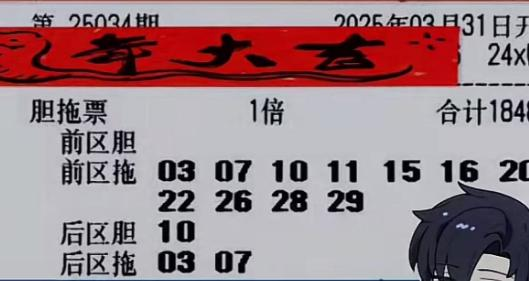 第 25034期 2025年03月31日开
大吉
24x
胆拖票 1倍 合计1848
前区胆
前区拖 03 07 10 11 15 16 20
22 26 28 29
后区胆 10
后区拖 03 07